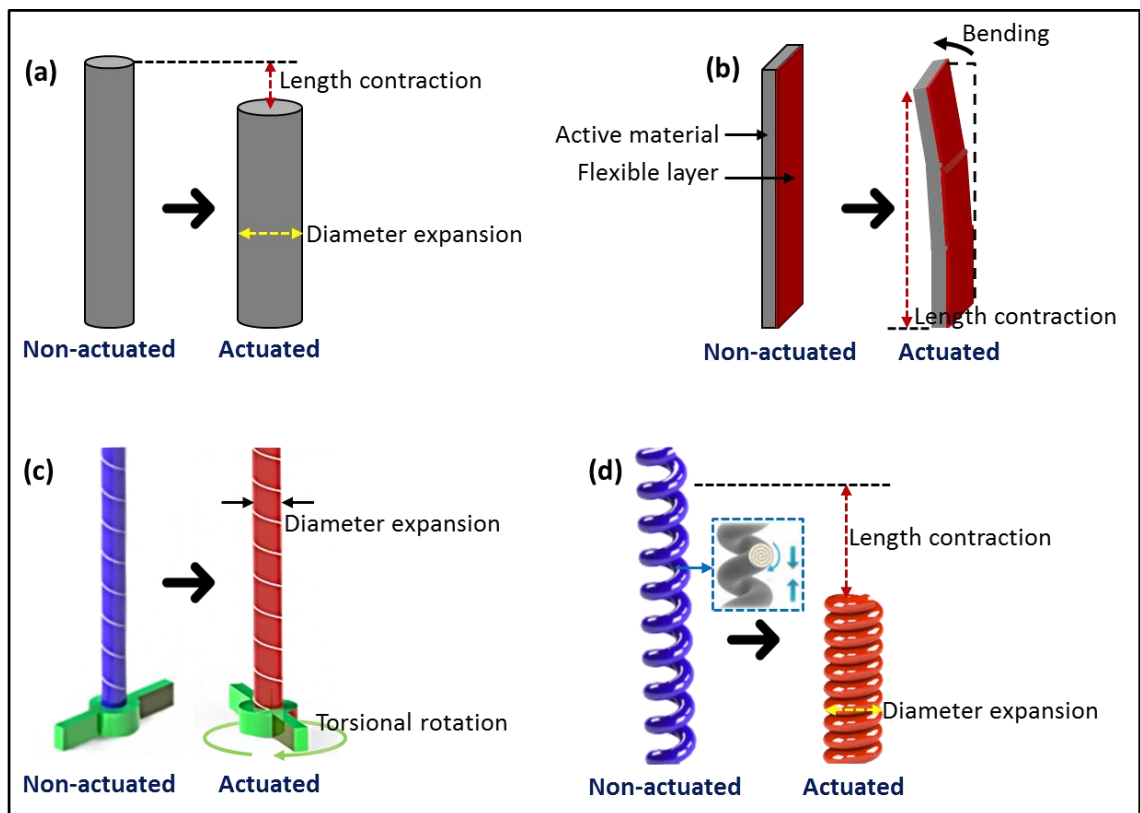 (a)
Length contraction
Diameter expansion
Non-actuated
Actuated
(b)
Bending
Active material
Flexible layer
Length contraction
Non-actuated
Actuated
(c)
Diameter expansion
Torsional rotation
Non-actuated
Actuated
(d)
Length contraction
Diameter expansion
Non-actuated
Actuated